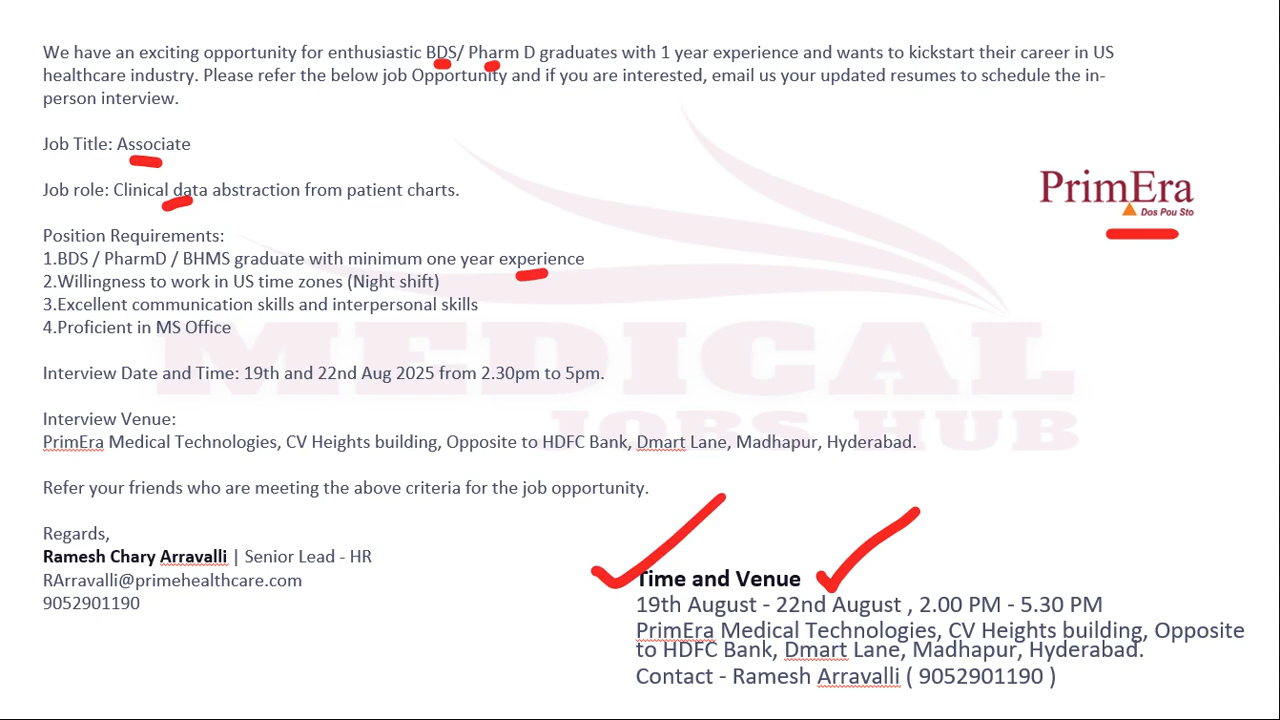 We have an exciting opportunity for enthusiastic BDS/ Pharm D graduates with 1 year experience and wants to kickstart their career in US
healthcare industry. Please refer the below job Opportunity and if you are interested, email us your updated resumes to schedule the in-
person interview.
Job Title: Associate
Job role: Clinical data abstraction from patient charts.
PrimEra
Dos Pou Sto
Position Requirements:
1.BDS / PharmD / BHMS graduate with minimum one year experience
2.Willingness to work in US time zones (Night shift)
3.Excellent communication skills and interpersonal skills
4.Proficient in MS Office
MEDICAL
JOBS HUB
Interview Date and Time: 19th and 22nd Aug 2025 from 2.30pm to 5pm.
Interview Venue:
PrimEra Medical Technologies, CV Heights building, Opposite to HDFC Bank, Dmart Lane, Madhapur, Hyderabad.
Refer your friends who are meeting the above criteria for the job opportunity.
Regards,
Ramesh Chary Arravalli | Senior Lead - HR
RArravalli@primehealthcare.com
9052901190
Time and Venue
19th August - 22nd August , 2.00 PM - 5.30 PM
PrimEra Medical Technologies, CV Heights building, Opposite
to HDFC Bank, Dmart Lane, Madhapur, Hyderabad.
Contact - Ramesh Arravalli ( 9052901190 )